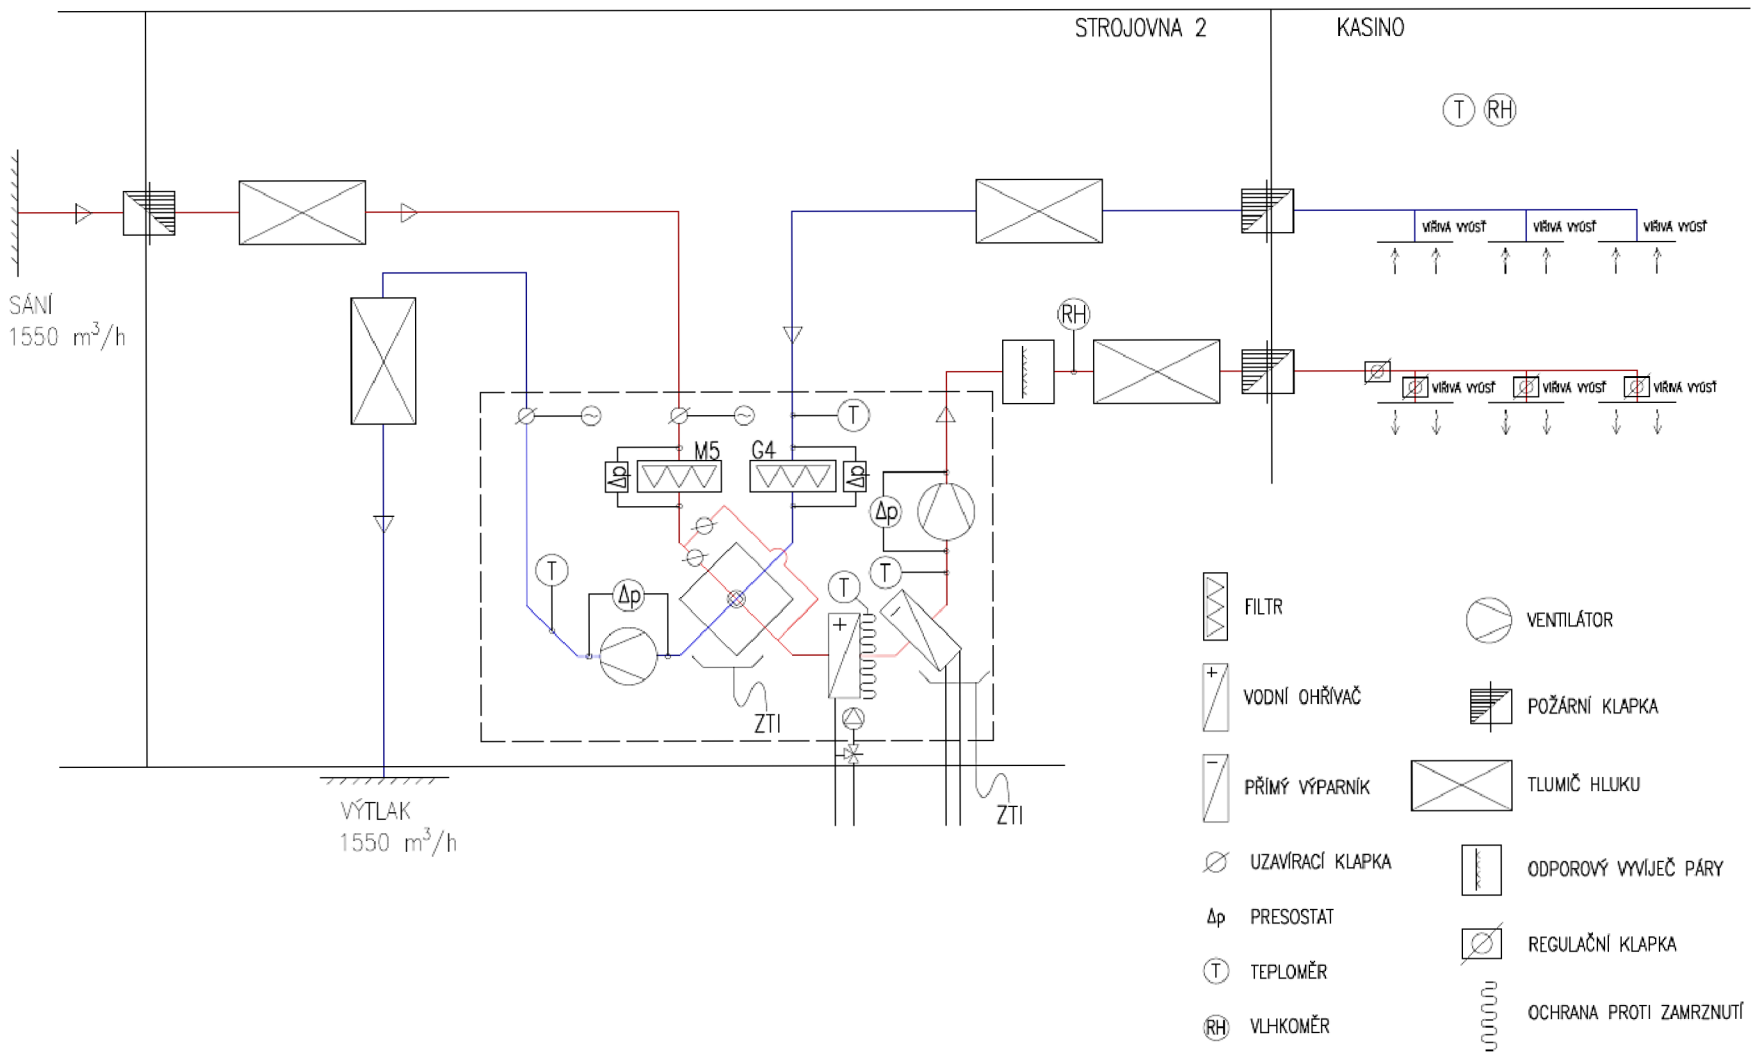 STROJOVNA 2
KASINO
T RH
VÍŘIVÁ VYÚSŤ VÍŘIVÁ VYÚSŤ VÍŘIVÁ VYÚSŤ
SÁNÍ
1550 m³/h
RH
VÍŘIVÁ VYÚSŤ VÍŘIVÁ VYÚSŤ VÍŘIVÁ VYÚSŤ
T
M5 G4
Δp Δp
Δp
T T T
Δp
+ −
ZTI
ZTI
VÝTLAK
1550 m³/h
FILTR
VENTILÁTOR
+ VODNÍ OHŘÍVAČ
POŽÁRNÍ KLAPKA
− PŘÍMÝ VÝPARNÍK
TLUMIČ HLUKU
UZAVÍRACÍ KLAPKA
ODPOROVÝ VYVÍJEČ PÁRY
Δp PRESOSTAT
REGULAČNÍ KLAPKA
T TEPLOMĚR
OCHRANA PROTI ZAMRZNUTÍ
RH VLHKOMĚR